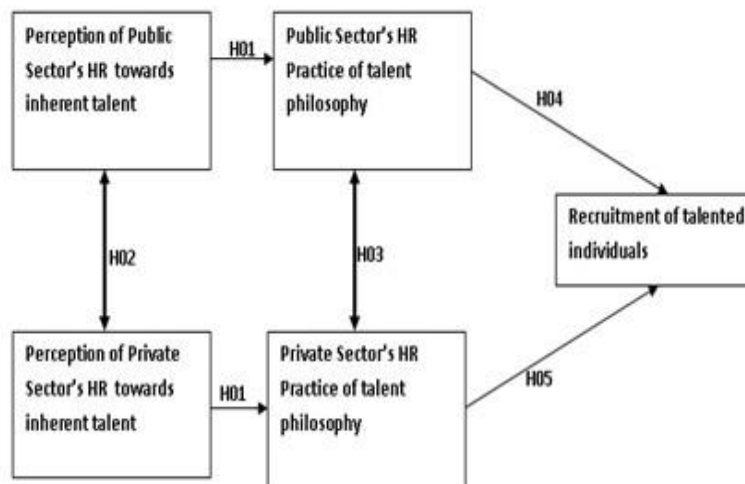 Perception of Public
Sector's HR towards
inherent talent
H01
Public Sector's HR
Practice of talent
philosophy
H04
Recruitment of talented
individuals
H02
H03
Perception of Private
Sector's HR towards
inherent talent
H01
Private Sector's HR
Practice of talent
philosophy
H05